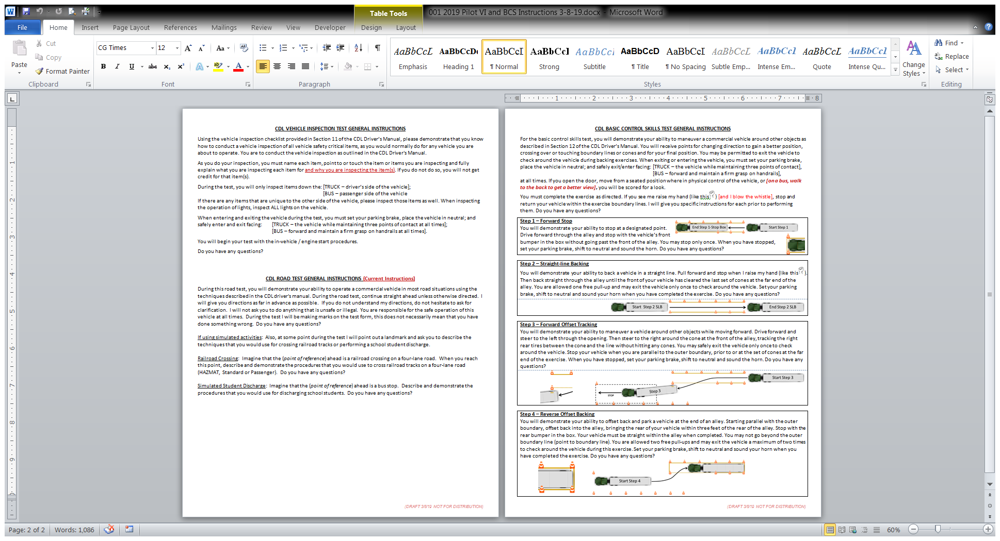 Table Tools
001 2019 Pilot VI and BCS Instructions 3-8-19.docx - Microsoft Word
File Home Insert Page Layout References Mailings Review View Developer Design Layout
Cut
Copy
Format Painter
Paste
Clipboard
CG Times 12
Font
Paragraph
AaBbCcL AaBbCcD AaBbCcI AaBbCcI AaBbCcI AaBbCcD AaBbCcI AaBbCcL AaBbCcI AaBbCcL AaBbCcI
Emphasis Heading 1 ¶ Normal Strong Subtitle ¶ Title ¶ No Spacing Subtle Emp... Intense Em... Quote Intense Qu...
Styles
Change Styles
Find
Replace
Select
Editing
1 2 3 4 5 6 7 8
CDL VEHICLE INSPECTION TEST GENERAL INSTRUCTIONS
Using the vehicle inspection checklist provided in Section 11 of the CDL Driver's Manual, please demonstrate that you know
how to conduct a vehicle inspection of all vehicle safety critical items, as you would normally do for any vehicle you are
about to operate. You are to conduct the vehicle inspection as outlined in the CDL Driver's Manual.
As you do your inspection, you must name each item, point to or touch the item or items you are inspecting and fully
explain what you are inspecting each item for and why you are inspecting the item(s). If you do not do so, you will not get
credit for that item(s).
During the test, you will only inspect items down the: [TRUCK – driver's side of the vehicle];
[BUS – passenger side of the vehicle
If there are any items that are unique to the other side of the vehicle, please inspect those items as well. When inspecting
the operation of lights, inspect ALL lights on the vehicle.
When entering and exiting the vehicle during the test, you must set your parking brake, place the vehicle in neutral; and
safely enter and exit facing: [TRUCK – the vehicle while maintaining three points of contact at all times];
[BUS – forward and maintain a firm grasp on handrails at all times].
You will begin your test with the in-vehicle / engine start procedures.
Do you have any questions?
CDL ROAD TEST GENERAL INSTRUCTIONS (Current Instructions)
During this road test, you will demonstrate your ability to operate a commercial vehicle in most road situations using the
techniques described in the CDL driver's manual. During the road test, continue straight ahead unless otherwise directed. I
will give you directions as far in advance as possible. If you do not understand my directions, do not hesitate to ask for
clarification. I will not ask you to do anything that is unsafe or illegal. You are responsible for the safe operation of this
vehicle at all times. During the test I will be making marks on the test form, this does not necessarily mean that you have
done something wrong. Do you have any questions?
If using simulated activities: Also, at some point during the test I will point out a landmark and ask you to describe the
techniques that you would use for crossing railroad tracks or performing a school student discharge.
Railroad Crossing: Imagine that the (point of reference) ahead is a railroad crossing on a four-lane road. When you reach
this point, describe and demonstrate the procedures that you would use to cross railroad tracks on a four-lane road
(HAZMAT, Standard or Passenger). Do you have any questions?
Simulated Student Discharge: Imagine that the (point of reference) ahead is a bus stop. Describe and demonstrate the
procedures that you would use for discharging school students. Do you have any questions?
(DRAFT 3/8/19 NOT FOR DISTRIBUTION)
CDL BASIC CONTROL SKILLS TEST GENERAL INSTRUCTIONS
For the basic control skills test, you will demonstrate your ability to maneuver a commercial vehicle around other objects as
described in Section 12 of the CDL Driver's Manual. You will receive points for changing direction to gain a better position,
crossing over or touching boundary lines or cones and for your final position. You may be permitted to exit the vehicle to
check around the vehicle during backing exercises. When exiting or entering the vehicle, you must set your parking brake,
place the vehicle in neutral; and safely exit/enter facing: [TRUCK – the vehicle while maintaining three points of contact],
[BUS – forward and maintain a firm grasp on handrails],
at all times. If you open the door, move from a seated position where in physical control of the vehicle, or [on a bus, walk
to the back to get a better view], you will be scored for a look.
You must complete the exercise as directed. If you see me raise my hand (like this ) [and I blow the whistle], stop and
return your vehicle within the exercise boundary lines. I will give you specific instructions for each prior to performing
them. Do you have any questions?
Step 1 – Forward Stop
You will demonstrate your ability to stop at a designated point.
Drive forward through the alley and stop with the vehicle's front
bumper in the box without going past the front of the alley. You may stop only once. When you have stopped,
set your parking brake, shift to neutral and sound the horn. Do you have any questions?
End Step 1-Stop Box
Start Step 1
Step 2 – Straight-line Backing
You will demonstrate your ability to back a vehicle in a straight line. Pull forward and stop when I raise my hand (like this ).
Then back straight through the alley until the front of your vehicle has cleared the last set of cones at the far end of the
alley. You are allowed one free pull-up and may exit the vehicle only once to check around the vehicle. Set your parking
brake, shift to neutral and sound your horn when you have completed the exercise. Do you have any questions?
Start Step 2 SLB
End Step 2 SLB
Step 3 – Forward Offset Tracking
You will demonstrate your ability to maneuver a vehicle around other objects while moving forward. Drive forward and
steer to the left through the opening. Then steer to the right around the cone at the front of the alley, tracking the right
rear tires between the cone and the line without hitting any cones. You may safely exit the vehicle only once to check
around the vehicle. Stop your vehicle when you are parallel to the outer boundary, prior to or at the set of cones at the far
end of the exercise. When you have stopped, set your parking brake, shift to neutral and sound the horn. Do you have any
questions?
Start Step 3
Step 3
STOP
Step 4 – Reverse Offset Backing
You will demonstrate your ability to offset back and park a vehicle at the end of an alley. Starting parallel with the outer
boundary, offset back into the alley, bringing the rear of your vehicle within three feet of the rear of the alley. Stop with the
rear bumper in the box. Your vehicle must be straight within the alley when completed. You may not go beyond the outer
boundary line (point to boundary line). You are allowed two free pull-ups and may exit the vehicle a maximum of two times
to check around the vehicle during this exercise. Set your parking brake, shift to neutral and sound your horn when you
have completed the exercise. Do you have any questions?
Start Step 4
(DRAFT 3/8/19 NOT FOR DISTRIBUTION)
Page: 2 of 2 Words: 1,086
60%